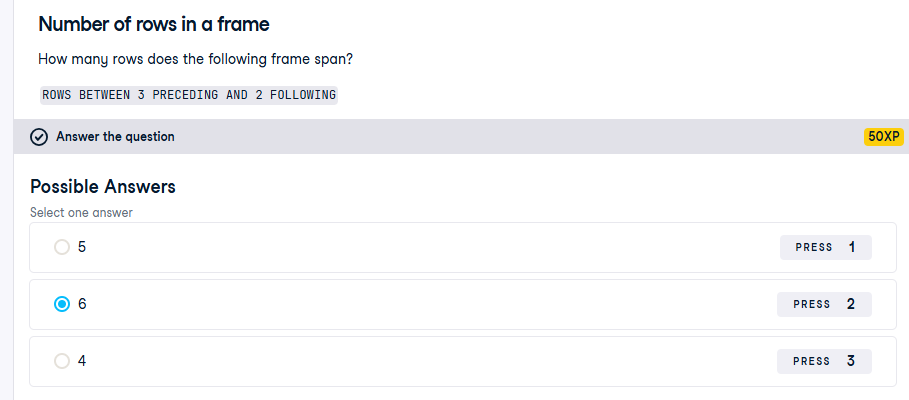 Number of rows in a frame
How many rows does the following frame span?
ROWS BETWEEN 3 PRECEDING AND 2 FOLLOWING
Answer the question 50XP
Possible Answers
Select one answer
5 PRESS 1
6 PRESS 2
4 PRESS 3